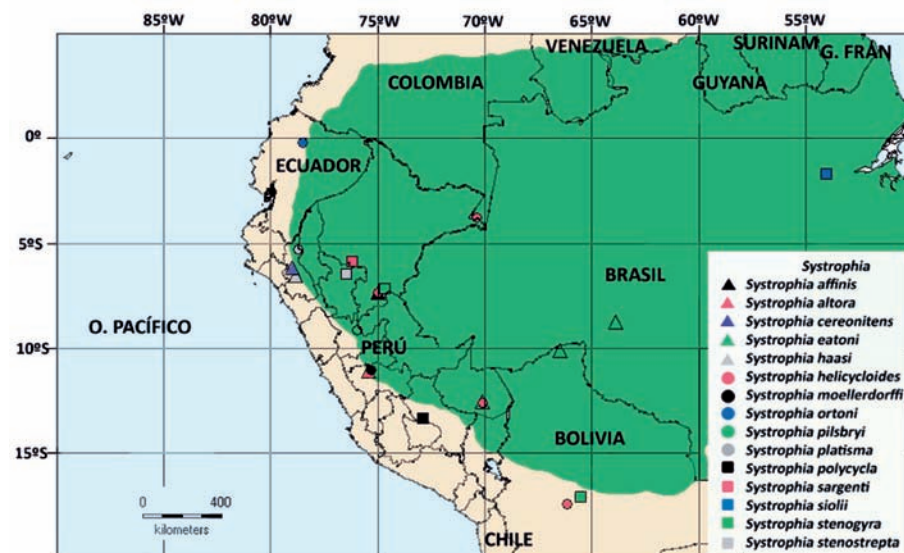 80ºW 75ºW 70ºW 65ºW 60ºW 55ºW
VENEZUELA SURINAM
G. FRÁN
COLOMBIA GUYANA
0º
ECUADOR
5ºS
BRASIL
O. PACÍFICO
PERÚ
10ºS
BOLIVIA
15ºS
CHILE
0 400
kilometers
Systrophia
Systrophia affinis
Systrophia altora
Systrophia cereonitens
Systrophia eatoni
Systrophia haasi
Systrophia helicycloides
Systrophia moellerdorffi
Systrophia ortoni
Systrophia pilsbryi
Systrophia platisma
Systrophia polycycla
Systrophia sargenti
Systrophia siolii
Systrophia stenogyra
Systrophia stenostrepta